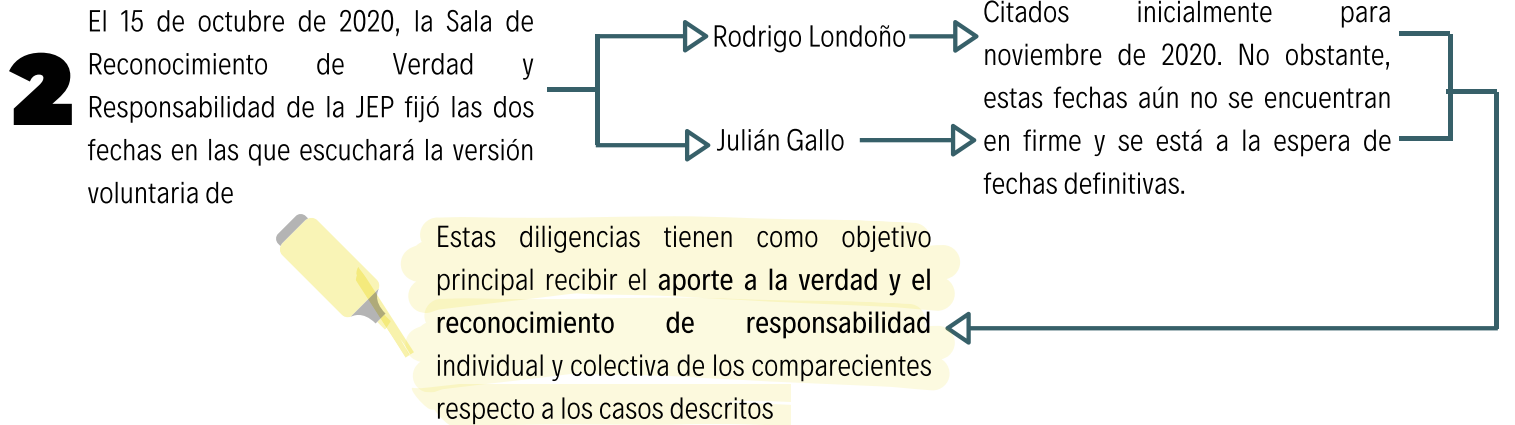 2
El 15 de octubre de 2020, la Sala de
Reconocimiento de Verdad y
Responsabilidad de la JEP fijó las dos
fechas en las que escuchará la versión
voluntaria de
Rodrigo Londoño
Julián Gallo
Citados inicialmente para
noviembre de 2020. No obstante,
estas fechas aún no se encuentran
en firme y se está a la espera de
fechas definitivas.
Estas diligencias tienen como objetivo
principal recibir el aporte a la verdad y el
reconocimiento de responsabilidad
individual y colectiva de los comparecientes
respecto a los casos descritos